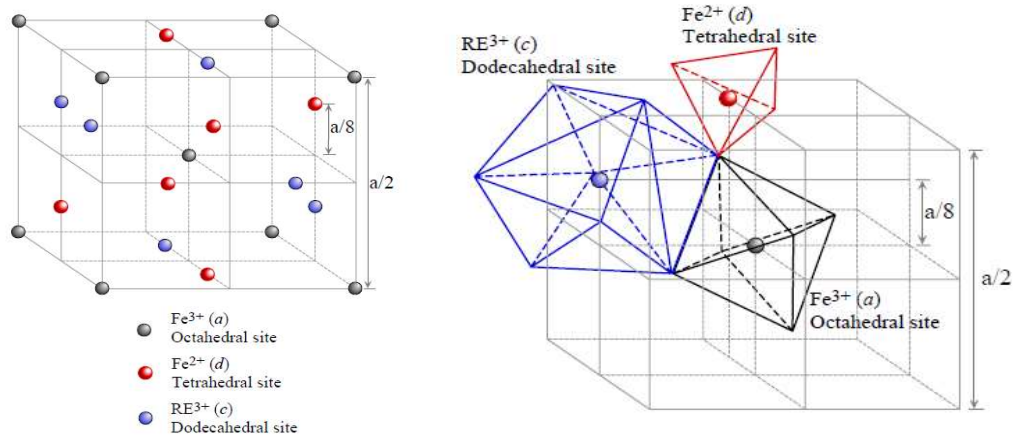 a/8
a/2
Fe3+ (a)
Octahedral site
Fe2+ (d)
Tetrahedral site
RE3+ (c)
Dodecahedral site
RE3+ (c)
Dodecahedral site
Fe2+ (d)
Tetrahedral site
a/8
a/2
Fe3+ (a)
Octahedral site